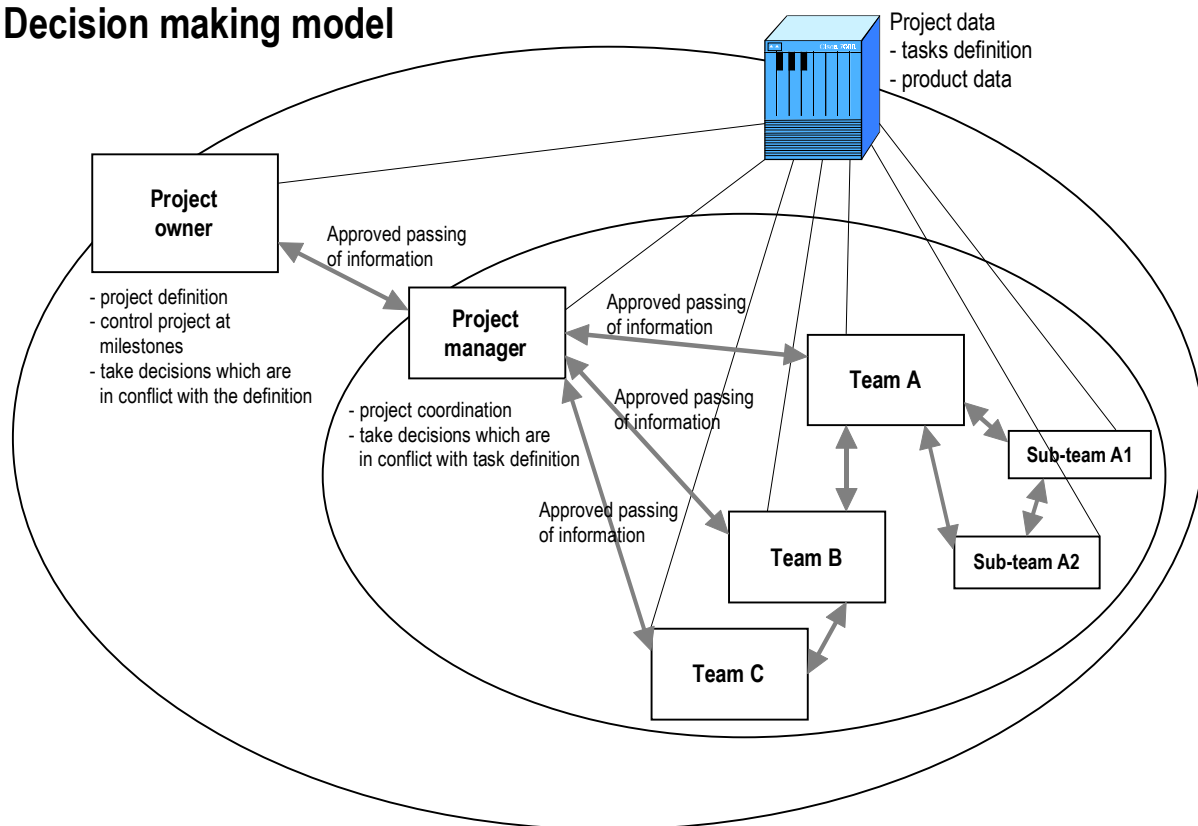 Decision making model
Project data
- tasks definition
- product data
Project
owner
Approved passing
of information
- project definition
- control project at
milestones
- take decisions which are
in conflict with the definition
Project
manager
Approved passing
of information
- project coordination
- take decisions which are
in conflict with task definition
Approved passing
of information
Approved passing
of information
Team A
Sub-team A1
Sub-team A2
Team B
Team C